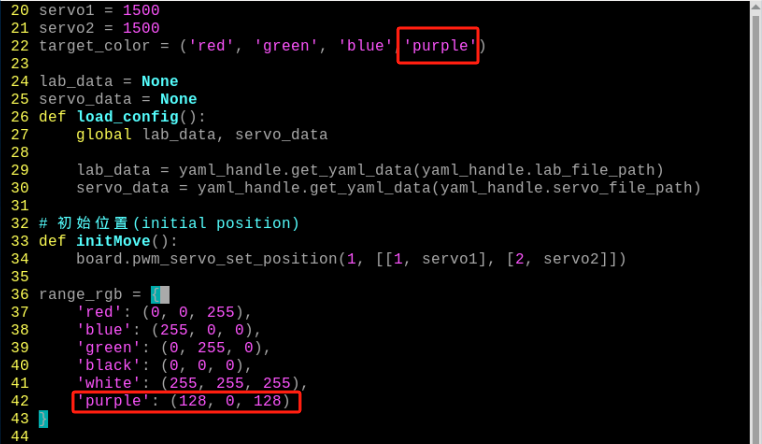 20 servo1 = 1500
21 servo2 = 1500
22 target_color = ('red', 'green', 'blue','purple')
23
24 lab_data = None
25 servo_data = None
26 def load_config():
27     global lab_data, servo_data
28
29     lab_data = yaml_handle.get_yaml_data(yaml_handle.lab_file_path)
30     servo_data = yaml_handle.get_yaml_data(yaml_handle.servo_file_path)
31
32 # 初始位置(initial position)
33 def initMove():
34     board.pwm_servo_set_position(1, [[1, servo1], [2, servo2]])
35
36 range_rgb = {
37     'red': (0, 0, 255),
38     'blue': (255, 0, 0),
39     'green': (0, 255, 0),
40     'black': (0, 0, 0),
41     'white': (255, 255, 255),
42     'purple': (128, 0, 128)
43 }
44